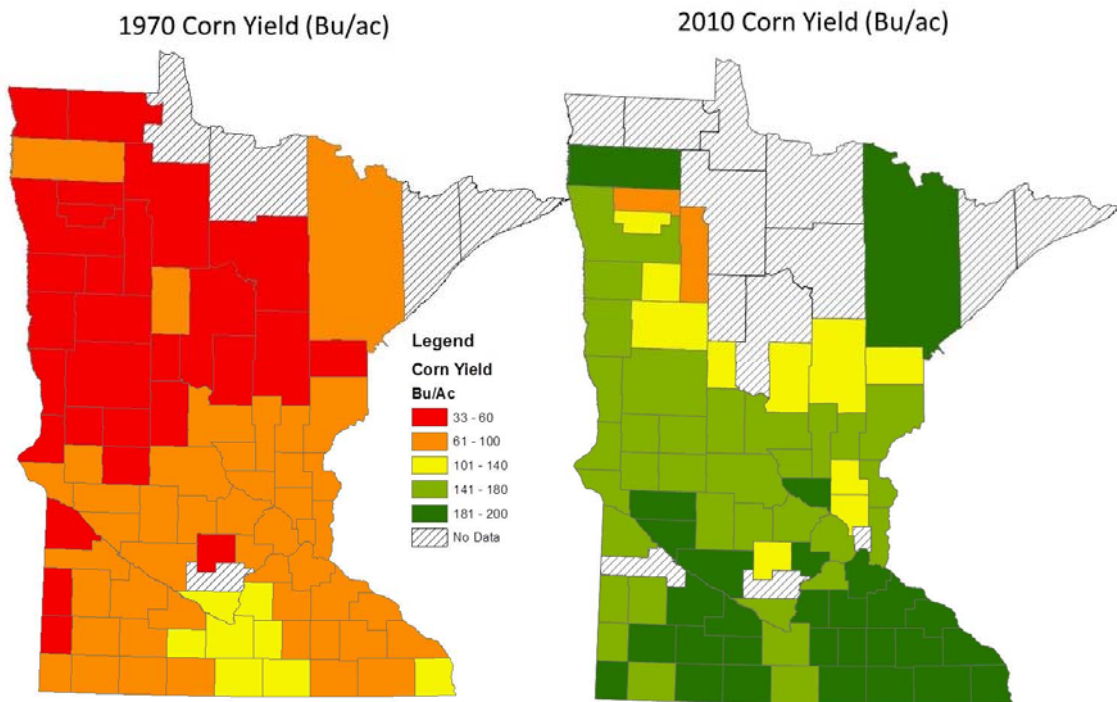 1970 Corn Yield (Bu/ac)
2010 Corn Yield (Bu/ac)
Legend
Corn Yield
Bu/Ac
33 - 60
61 - 100
101 - 140
141 - 180
181 - 200
No Data